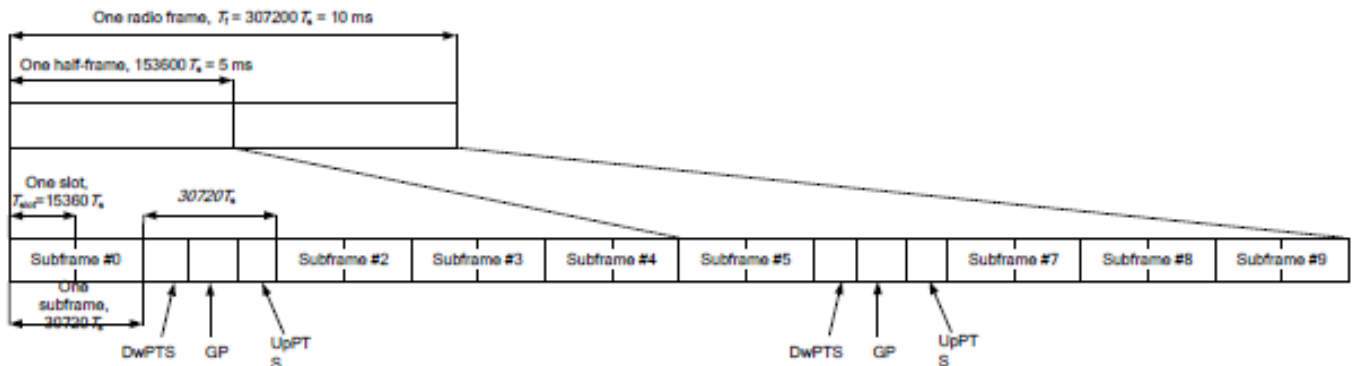 One radio frame, Tf = 307200 Ts = 10 ms
One half-frame, 153600 Ts = 5 ms
One slot,
Tslot=15360 Ts
30720Ts
Subframe #0
Subframe #2
Subframe #3
Subframe #4
Subframe #5
Subframe #7
Subframe #8
Subframe #9
One
subframe,
30720 Ts
DwPTS
GP
UpPT
S
DwPTS
GP
UpPT
S